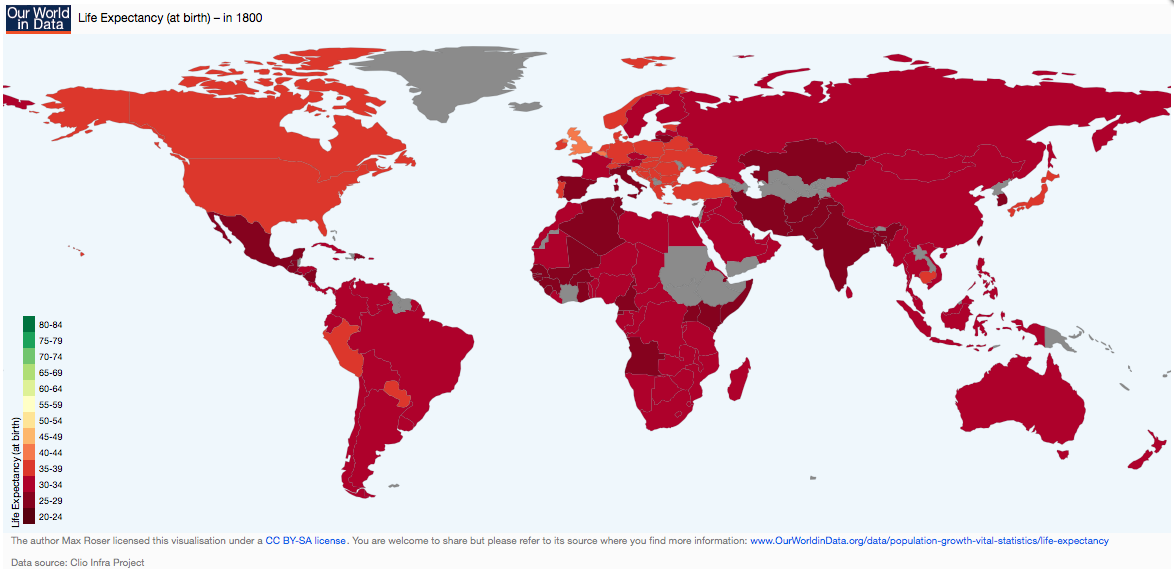 Our World
in Data
Life Expectancy (at birth) – in 1800
Life Expectancy (at birth)
80-84
75-79
70-74
65-69
60-64
55-59
50-54
45-49
40-44
35-39
30-34
25-29
20-24
The author Max Roser licensed this visualisation under a CC BY-SA license. You are welcome to share but please refer to its source where you find more information: www.OurWorldinData.org/data/population-growth-vital-statistics/life-expectancy
Data source: Clio Infra Project